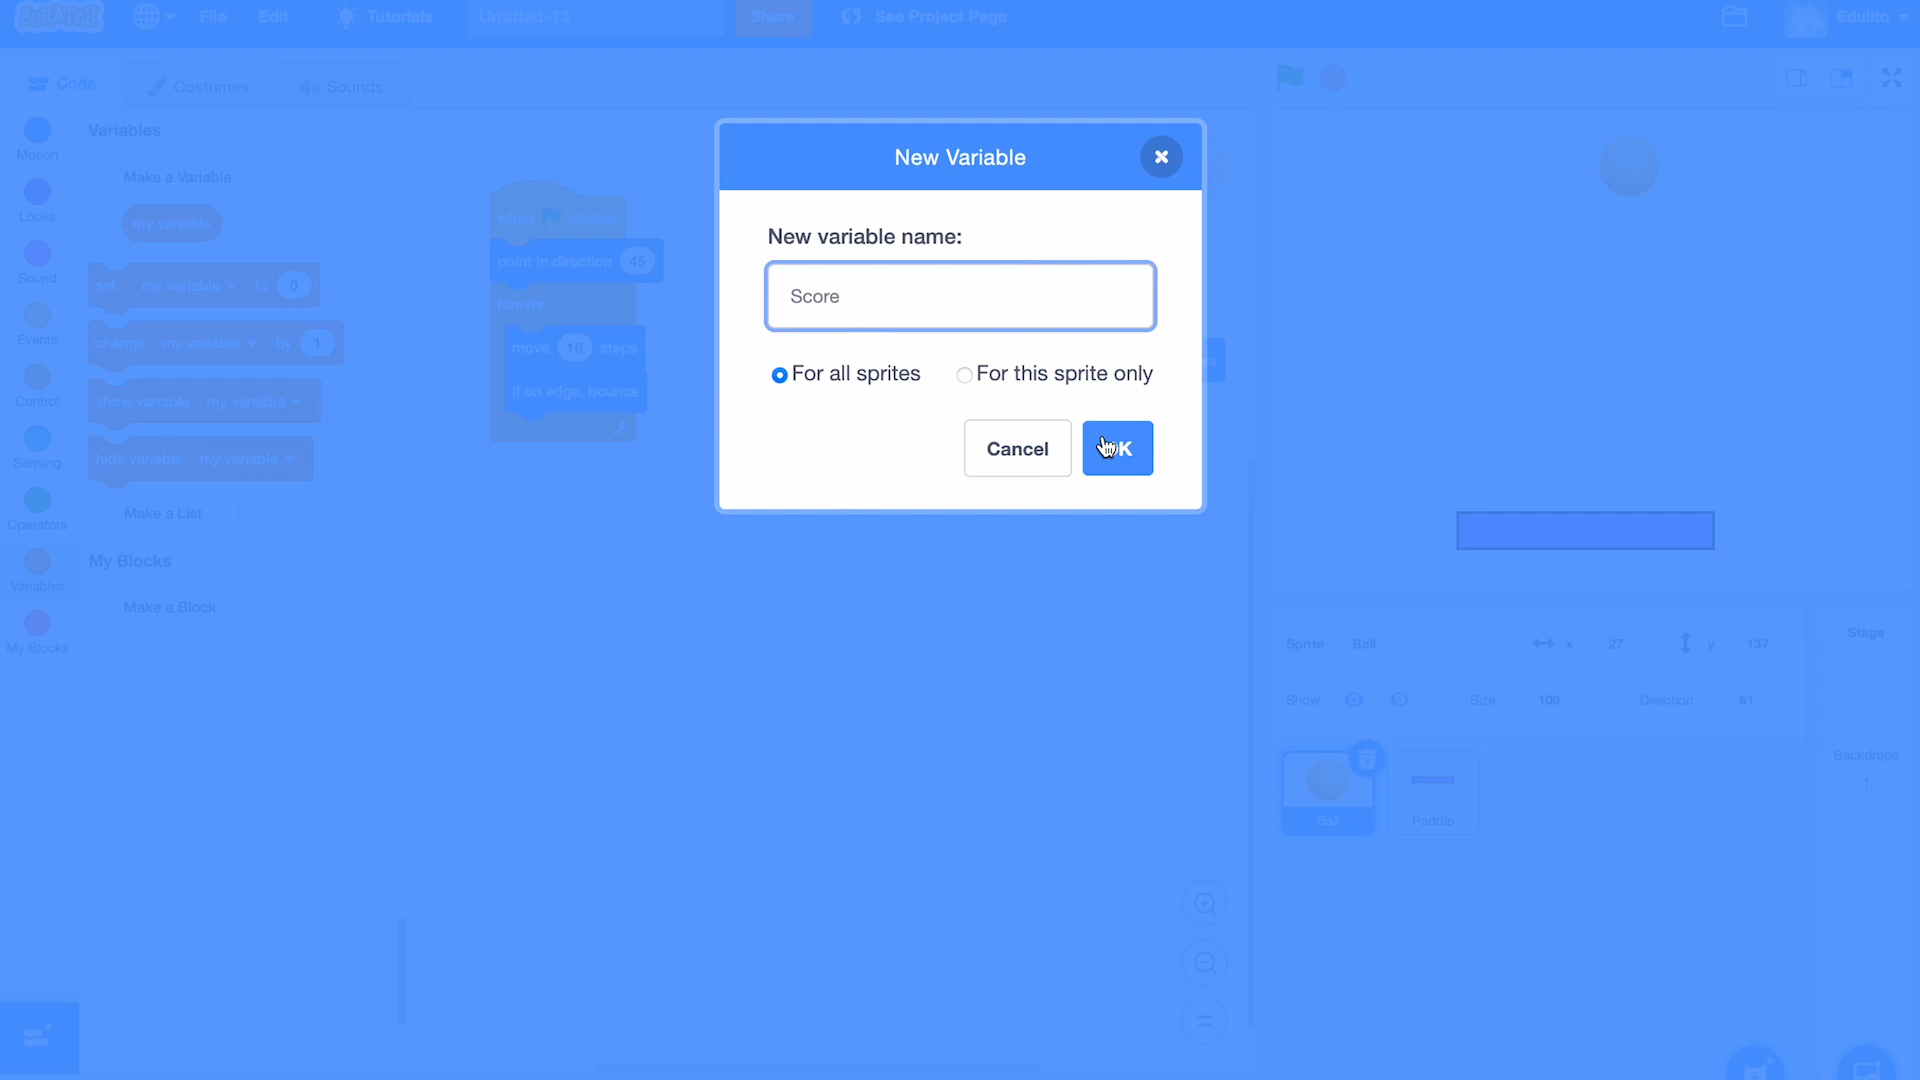 SCRATCH File Edit Tutorials Untitled-13 Share See Project Page Edulito
Code Costumes Sounds
Motion
Looks
Sound
Events
Control
Sensing
Operators
Variables
My Blocks
Variables
Make a Variable
my variable
set my variable to 0
change my variable by 1
show variable my variable
hide variable my variable
Make a List
My Blocks
Make a Block
when clicked
point in direction 45
forever
move 10 steps
if on edge, bounce
New Variable
New variable name:
Score
For all sprites For this sprite only
Cancel
Sprite Ball x 27 y 137
Show Size 100 Direction 61
Ball Paddle
Stage
Backdrops
1